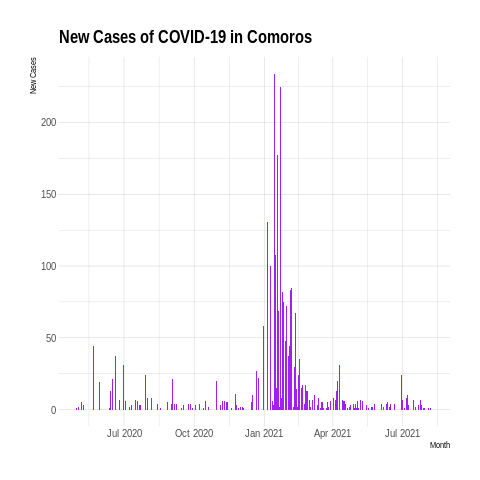 New Cases of COVID-19 in Comoros
New Cases
200
150
100
50
0
Jul 2020 Oct 2020 Jan 2021 Apr 2021 Jul 2021
Month